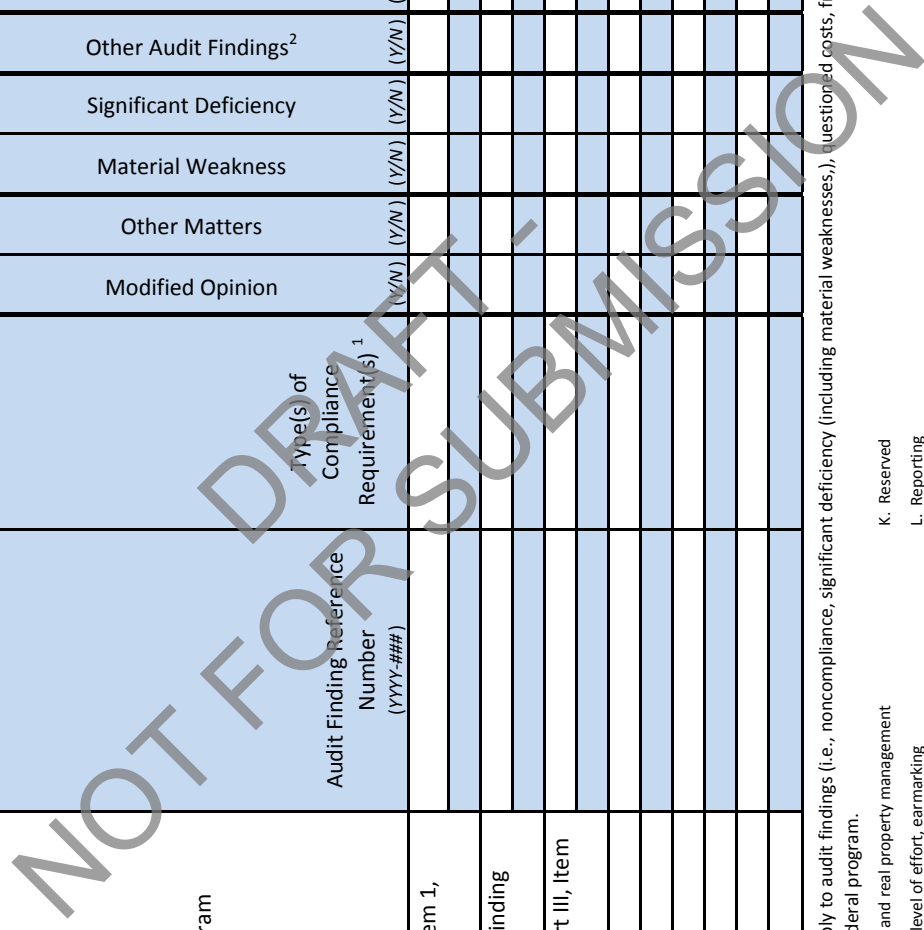 Other Audit Findings2
(Y/N)
Significant Deficiency
(Y/N)
Material Weakness
(Y/N)
Other Matters
(Y/N)
Modified Opinion
(Y/N)
Type(s) of
Compliance
Requirement(s) 1
Audit Finding Reference
Number
(YYYY-###)
ram
em 1,
inding
t III, Item
ply to audit findings (i.e., noncompliance, significant deficiency (including material weaknesses,), questioned costs, fr
deral program.
and real property management
K. Reserved
level of effort, earmarking
L. Reporting
DRAFT -
NOT FOR SUBMISSION